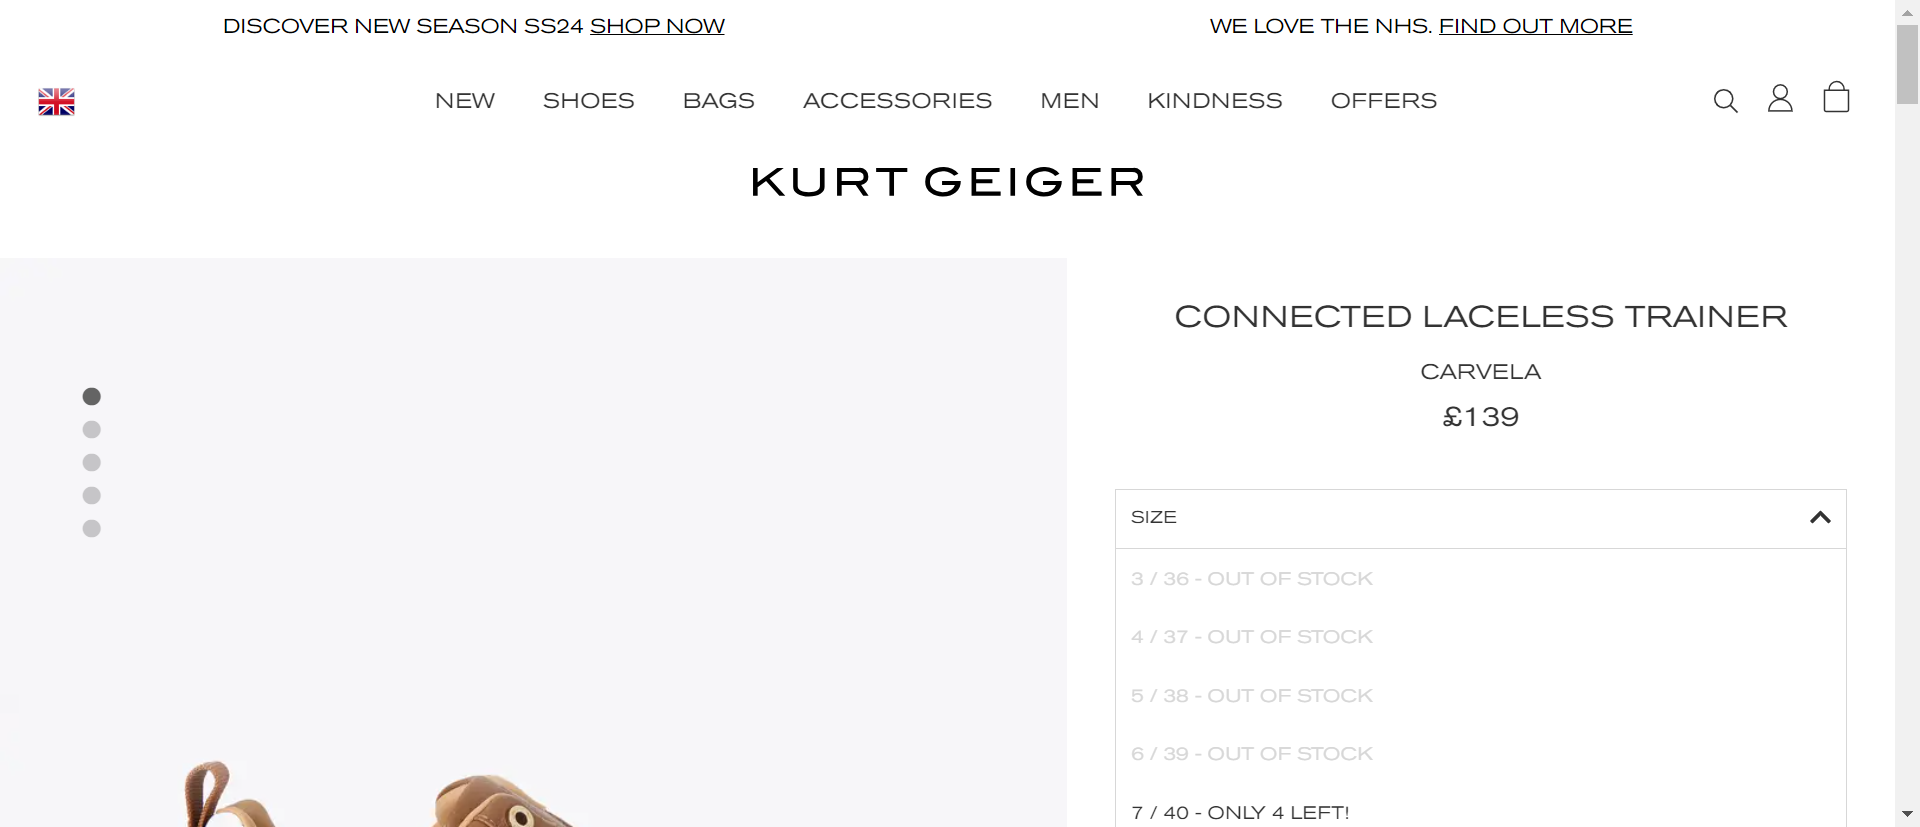 DISCOVER NEW SEASON SS24 SHOP NOW
WE LOVE THE NHS. FIND OUT MORE
NEW SHOES BAGS ACCESSORIES MEN KINDNESS OFFERS
KURT GEIGER
CONNECTED LACELESS TRAINER
CARVELA
£139
SIZE
3 / 36 - OUT OF STOCK
4 / 37 - OUT OF STOCK
5 / 38 - OUT OF STOCK
6 / 39 - OUT OF STOCK
7 / 40 - ONLY 4 LEFT!